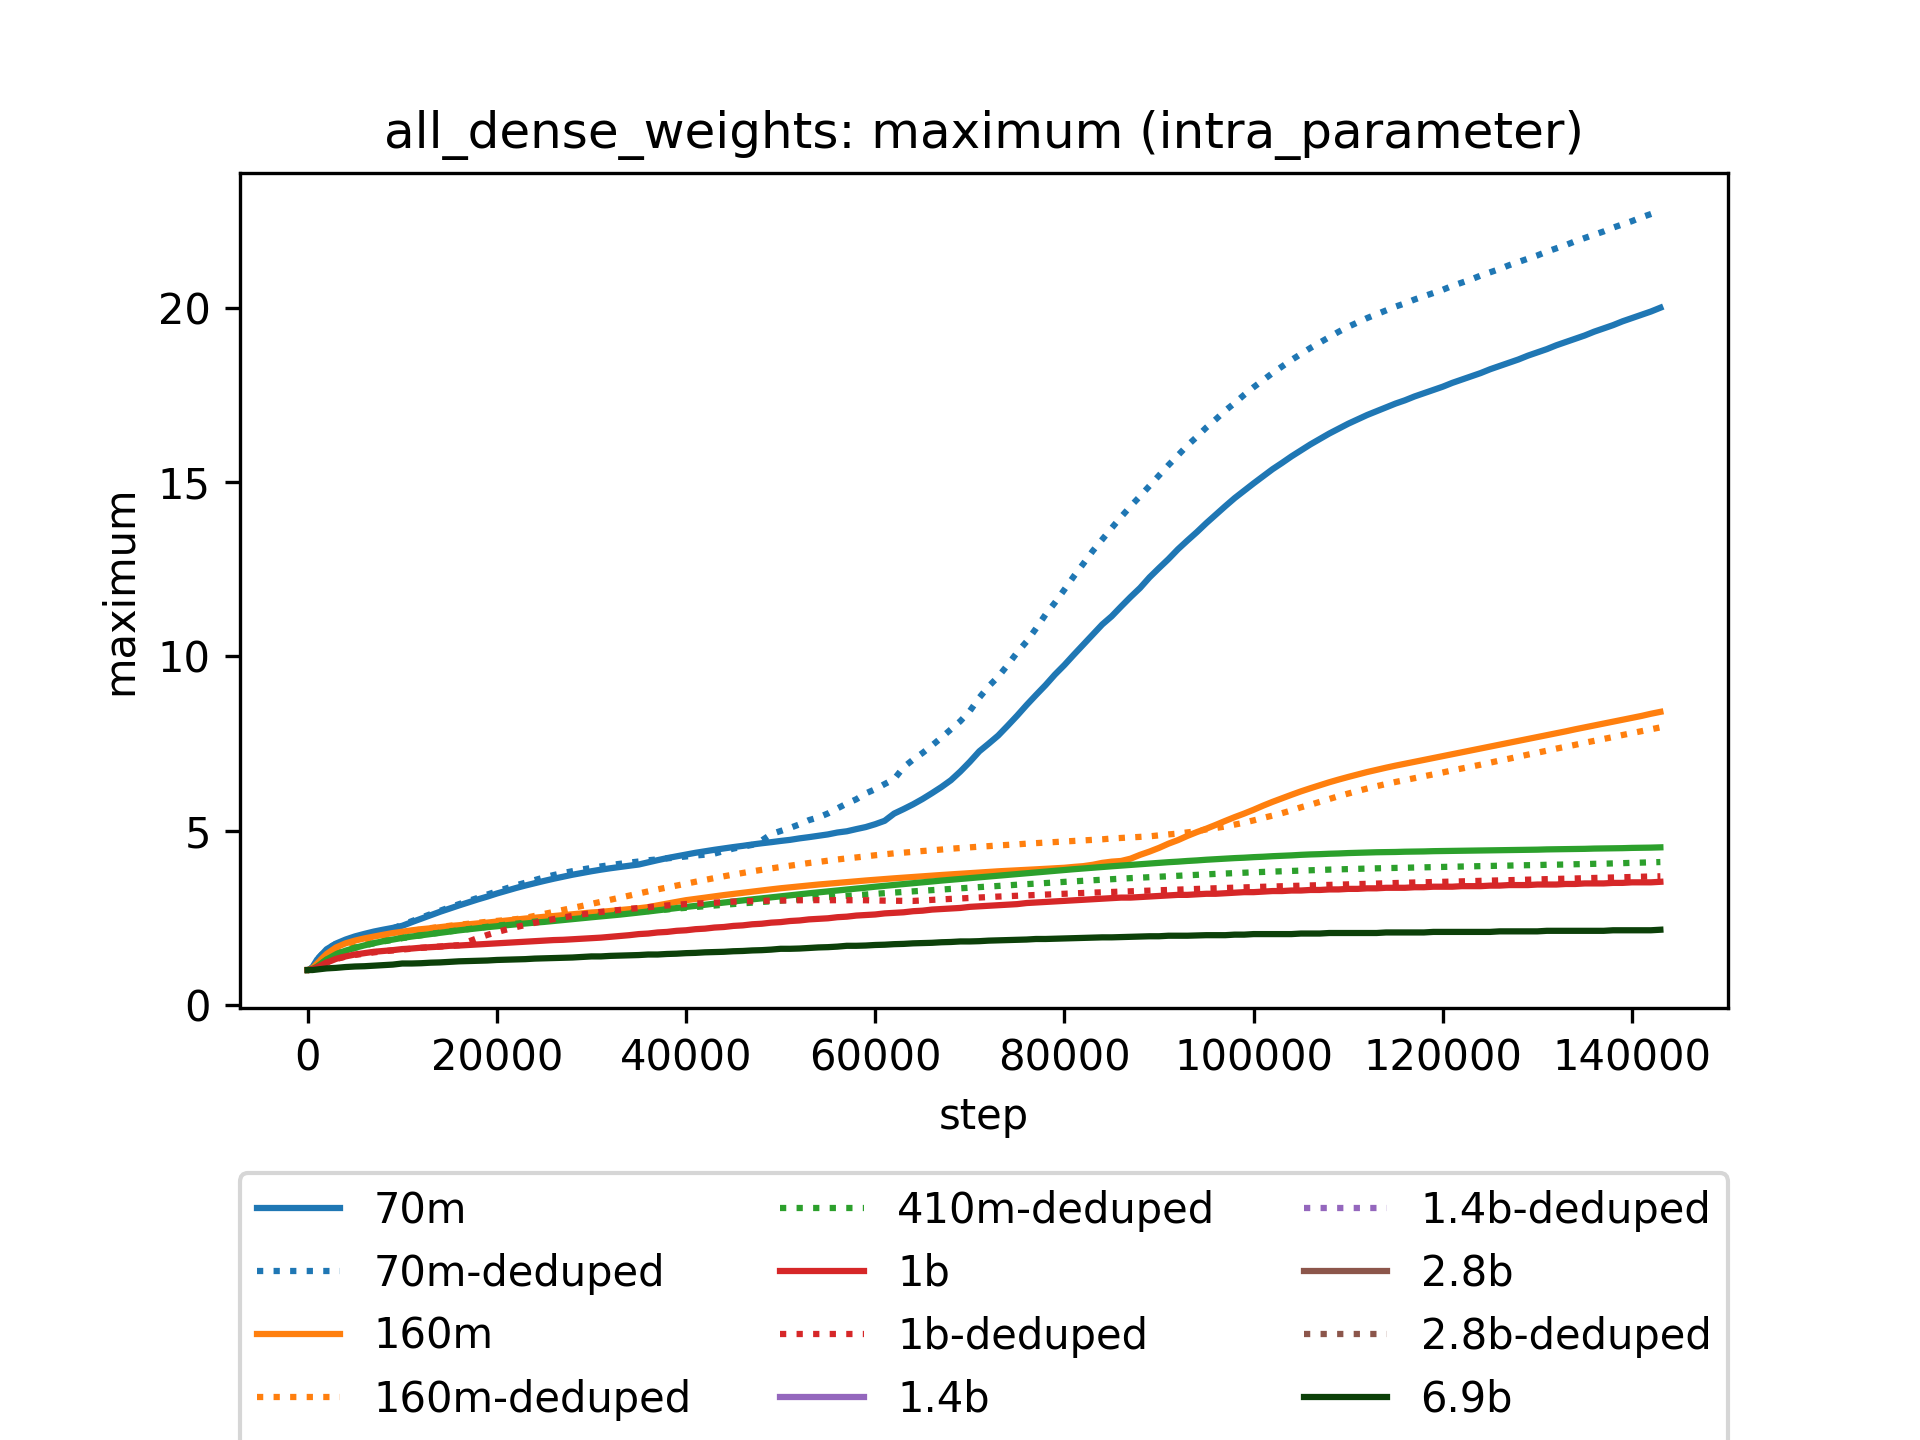 all_dense_weights: maximum (intra_parameter)
20
15
10
5
0
maximum
0 20000 40000 60000 80000 100000 120000 140000
step
70m 410m-deduped 1.4b-deduped
70m-deduped 1b 2.8b
160m 1b-deduped 2.8b-deduped
160m-deduped 1.4b 6.9b